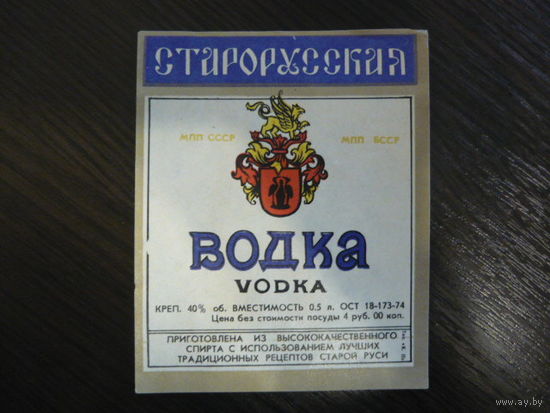 СТАРОРУССКАЯ
МПП СССР МПП БССР
ВОДКА
VODKA
КРЕП. 40% об. ВМЕСТИМОСТЬ 0.5 л. ОСТ 18-173-74
Цена без стоимости посуды 4 руб. 00 коп.
ПРИГОТОВЛЕНА ИЗ ВЫСОКОКАЧЕСТВЕННОГО
СПИРТА С ИСПОЛЬЗОВАНИЕМ ЛУЧШИХ
ТРАДИЦИОННЫХ РЕЦЕПТОВ СТАРОЙ РУСИ
www.ay.by